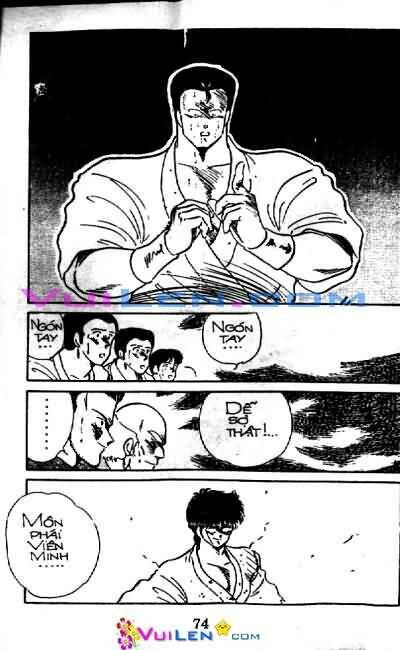 VuiLen.com
NGÓN
TAY
....
NGÓN
TAY
....
......
DỄ
SỢ
THẬT!...
MÔN
PHÁI
VIÊN
MINH
.....
74
VuiLen.com